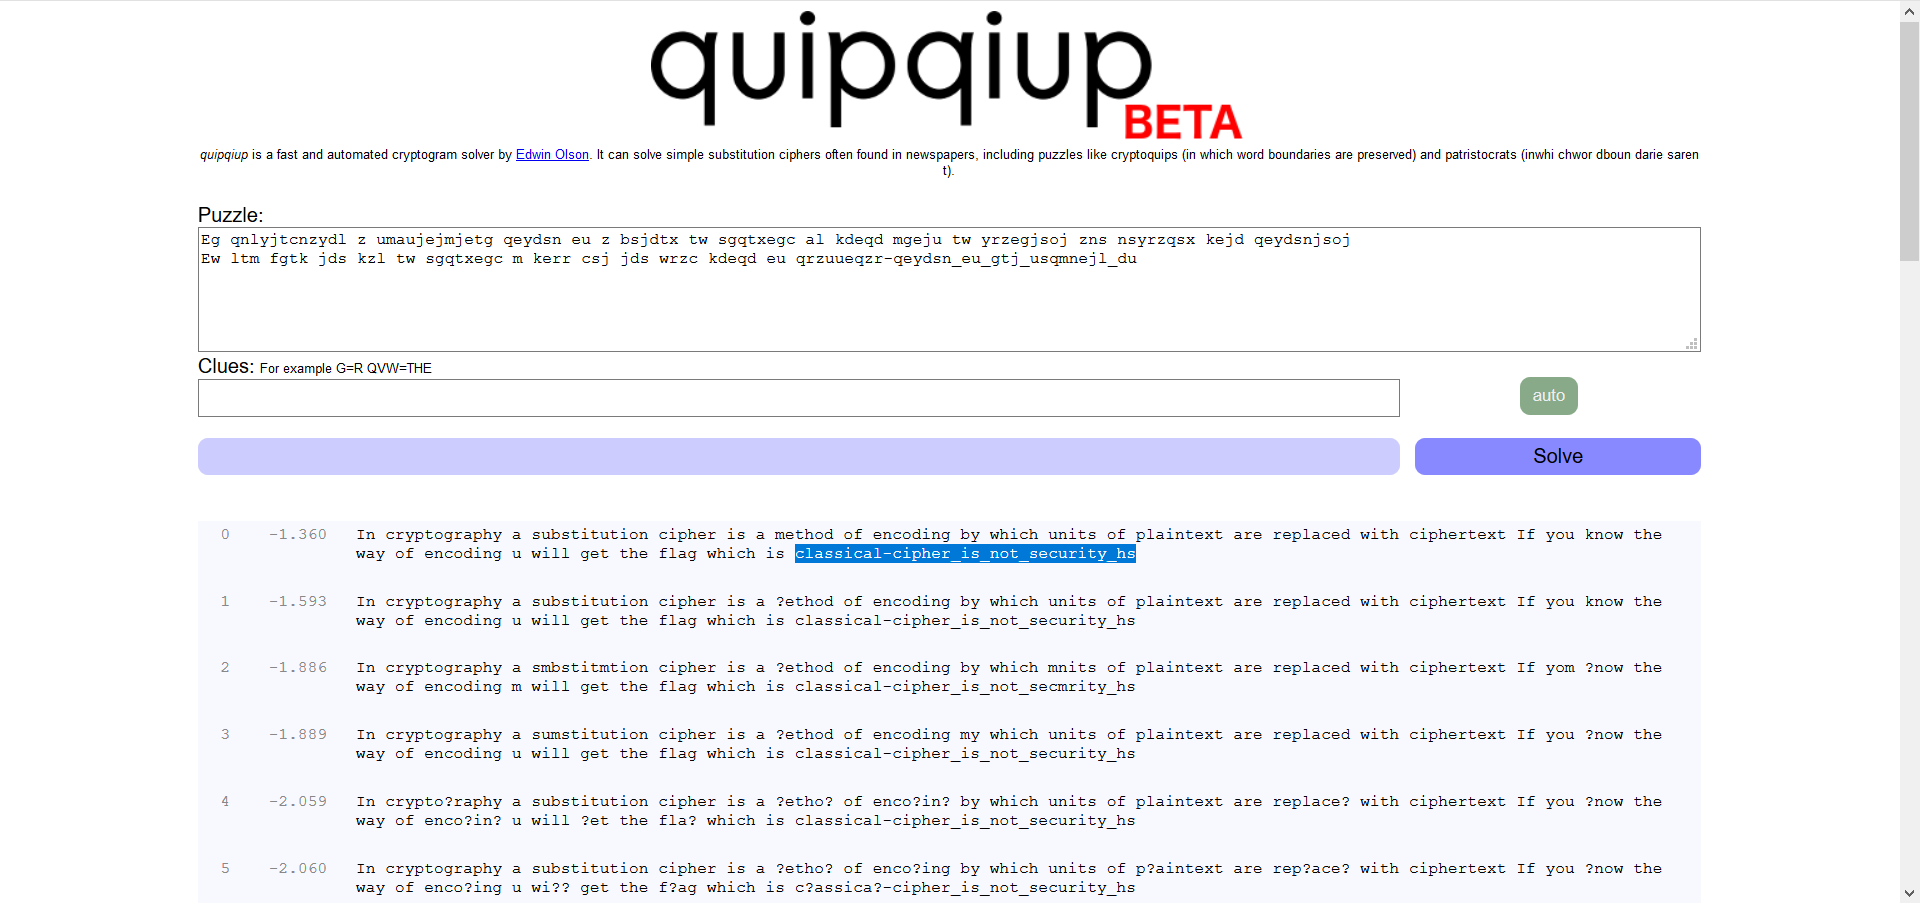 quipqiup
BETA
quipqiup is a fast and automated cryptogram solver by Edwin Olson. It can solve simple substitution ciphers often found in newspapers, including puzzles like cryptoquips (in which word boundaries are preserved) and patristocrats (inwhi chwor dboun darie saren
t).
Puzzle:
Eg qnlyjtcnzydl z umaujejmjetg qeydsn eu z bsjdtx tw sgqtxegc al kdeqd mgeju tw yrzegjsoj zns nsyrzqsx kejd qeydsnjsoj
Ew ltm fgtk jds kzl tw sgqtxegc m kerr csj jds wrzc kdeqd eu qrzuueqzr-qeydsn_eu_gtj_usqmnejl_du
Clues: For example G=R QVW=THE
auto
Solve
0 -1.360 In cryptography a substitution cipher is a method of encoding by which units of plaintext are replaced with ciphertext If you know the
way of encoding u will get the flag which is classical-cipher_is_not_security_hs
1 -1.593 In cryptography a substitution cipher is a ?ethod of encoding by which units of plaintext are replaced with ciphertext If you know the
way of encoding u will get the flag which is classical-cipher_is_not_security_hs
2 -1.886 In cryptography a smbstitmtion cipher is a ?ethod of encoding by which mnits of plaintext are replaced with ciphertext If yom ?now the
way of encoding m will get the flag which is classical-cipher_is_not_secmrity_hs
3 -1.889 In cryptography a sumstitution cipher is a ?ethod of encoding my which units of plaintext are replaced with ciphertext If you ?now the
way of encoding u will get the flag which is classical-cipher_is_not_security_hs
4 -2.059 In crypto?raphy a substitution cipher is a ?etho? of enco?in? by which units of plaintext are replace? with ciphertext If you ?now the
way of enco?in? u will ?et the fla? which is classical-cipher_is_not_security_hs
5 -2.060 In cryptography a substitution cipher is a ?etho? of enco?ing by which units of p?aintext are rep?ace? with ciphertext If you ?now the
way of enco?ing u wi?? get the f?ag which is c?assica?-cipher_is_not_security_hs